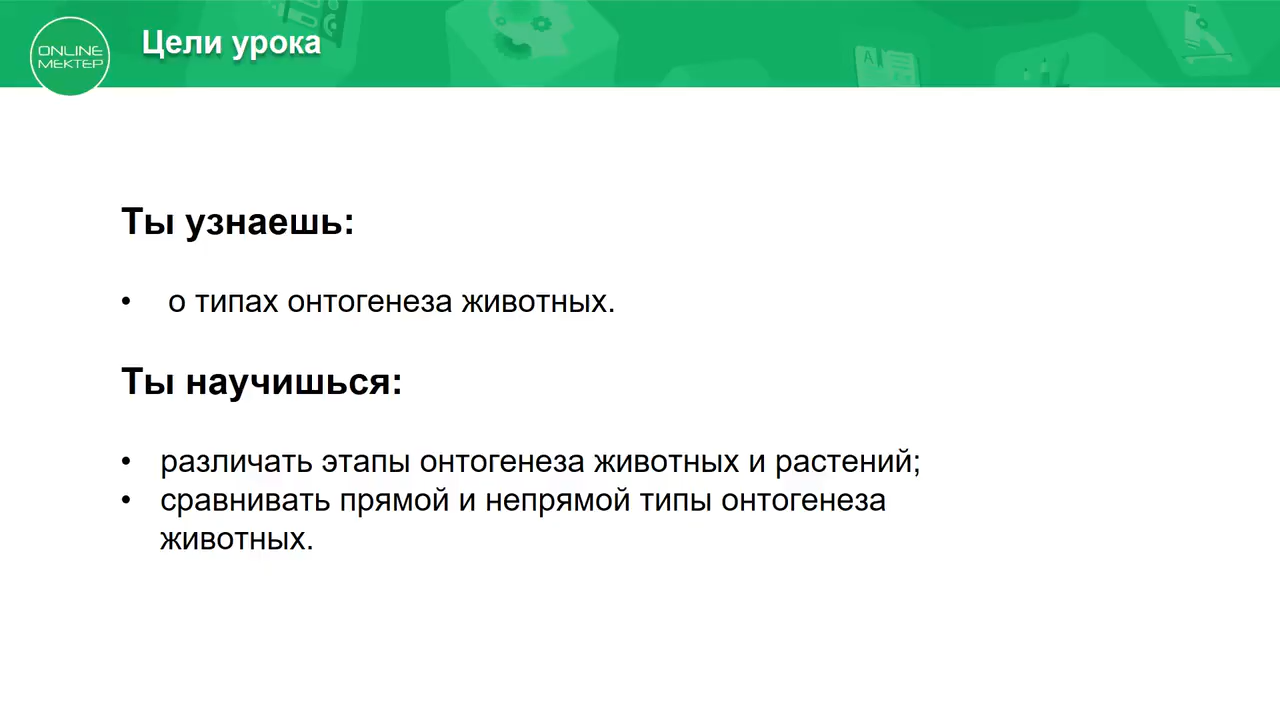 ONLINE
МЕКТЕР
Цели урока
Ты узнаешь:
• о типах онтогенеза животных.
Ты научишься:
• различать этапы онтогенеза животных и растений;
• сравнивать прямой и непрямой типы онтогенеза
животных.